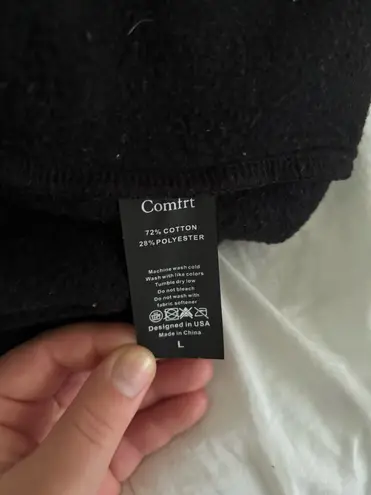 Comfrt
72% COTTON
28% POLYESTER
Machine wash cold
Wash with like colors
Tumble dry low
Do not bleach
Do not wash with
fabric softener
Designed in USA
Made in China
L